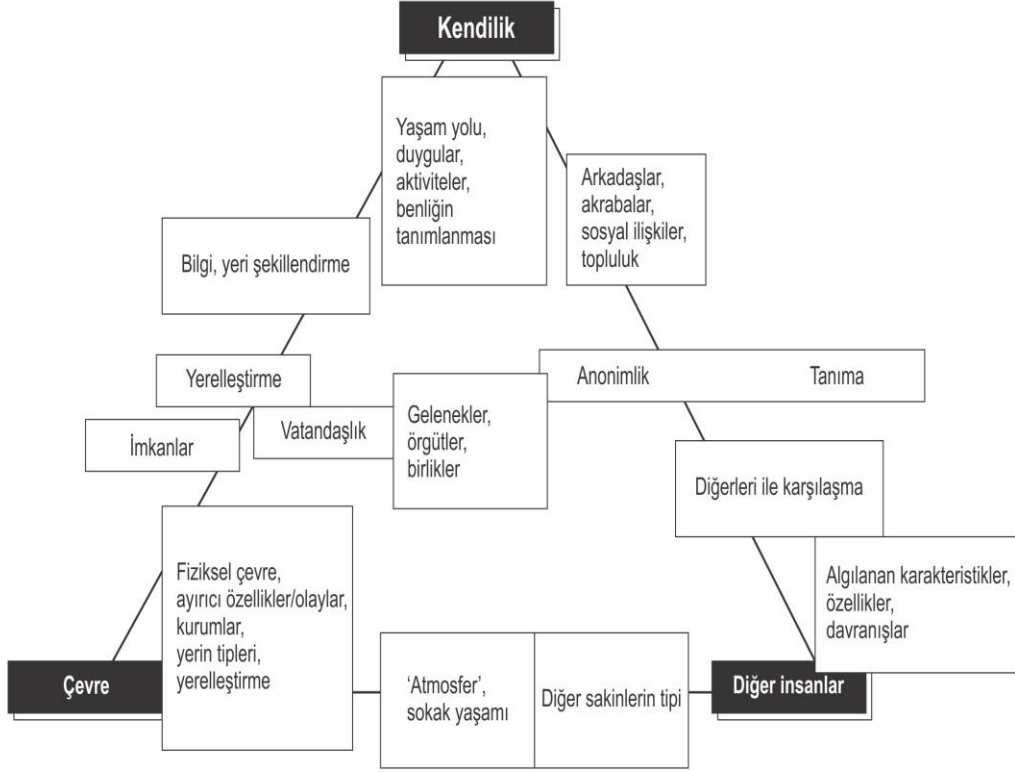 Kendilik
Yaşam yolu,
duygular,
aktiviteler,
benliğin
tanımlanması
Arkadaşlar,
akrabalar,
sosyal ilişkiler,
topluluk
Bilgi, yeri şekillendirme
Yerelleştirme
Anonimlik Tanıma
İmkanlar
Vatandaşlık
Gelenekler,
örgütler,
birlikler
Diğerleri ile karşılaşma
Fiziksel çevre,
ayırıcı özellikler/olaylar,
kurumlar,
yerin tipleri,
yerelleştirme
Algılanan karakteristikler,
özellikler,
davranışlar
Çevre
'Atmosfer',
sokak yaşamı
Diğer sakinlerin tipi
Diğer insanlar